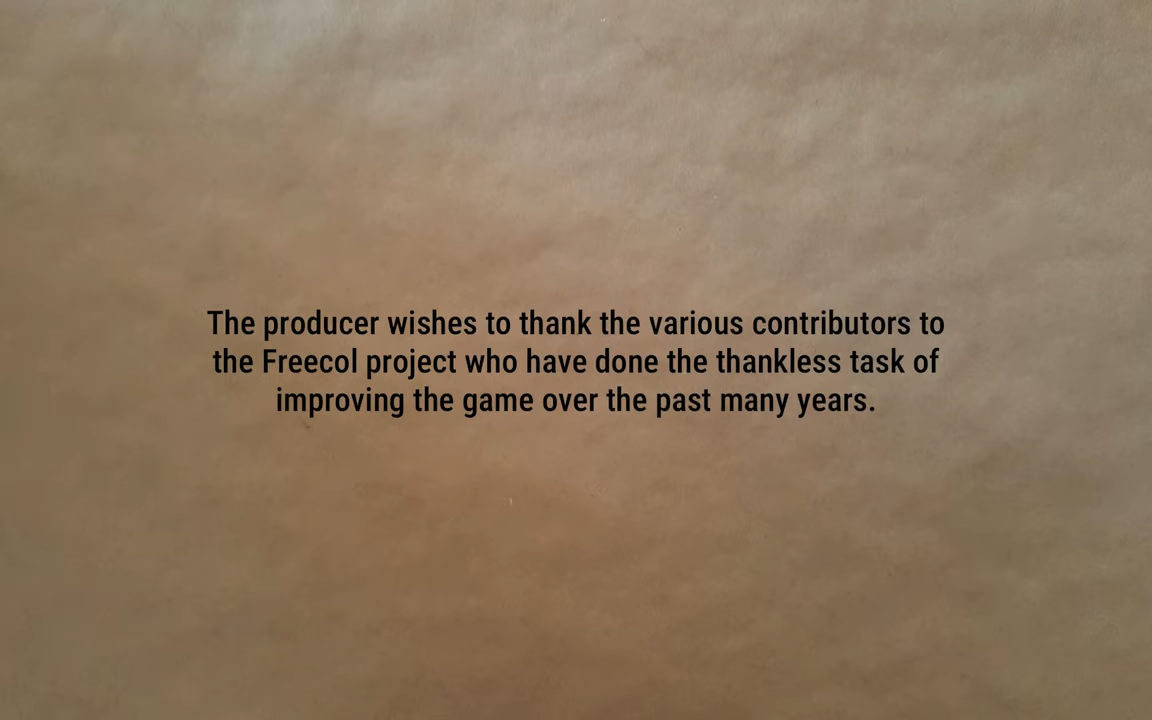 The producer wishes to thank the various contributors to
the Freecol project who have done the thankless task of
improving the game over the past many years.